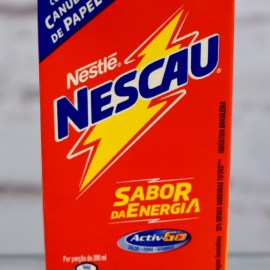 CANUDO
DE PAPEL
Nestlé
NESCAU
SABOR
DA ENERGIA
Activ-Go
Por porção de 200 ml
INDÚSTRIA BRASILEIRA